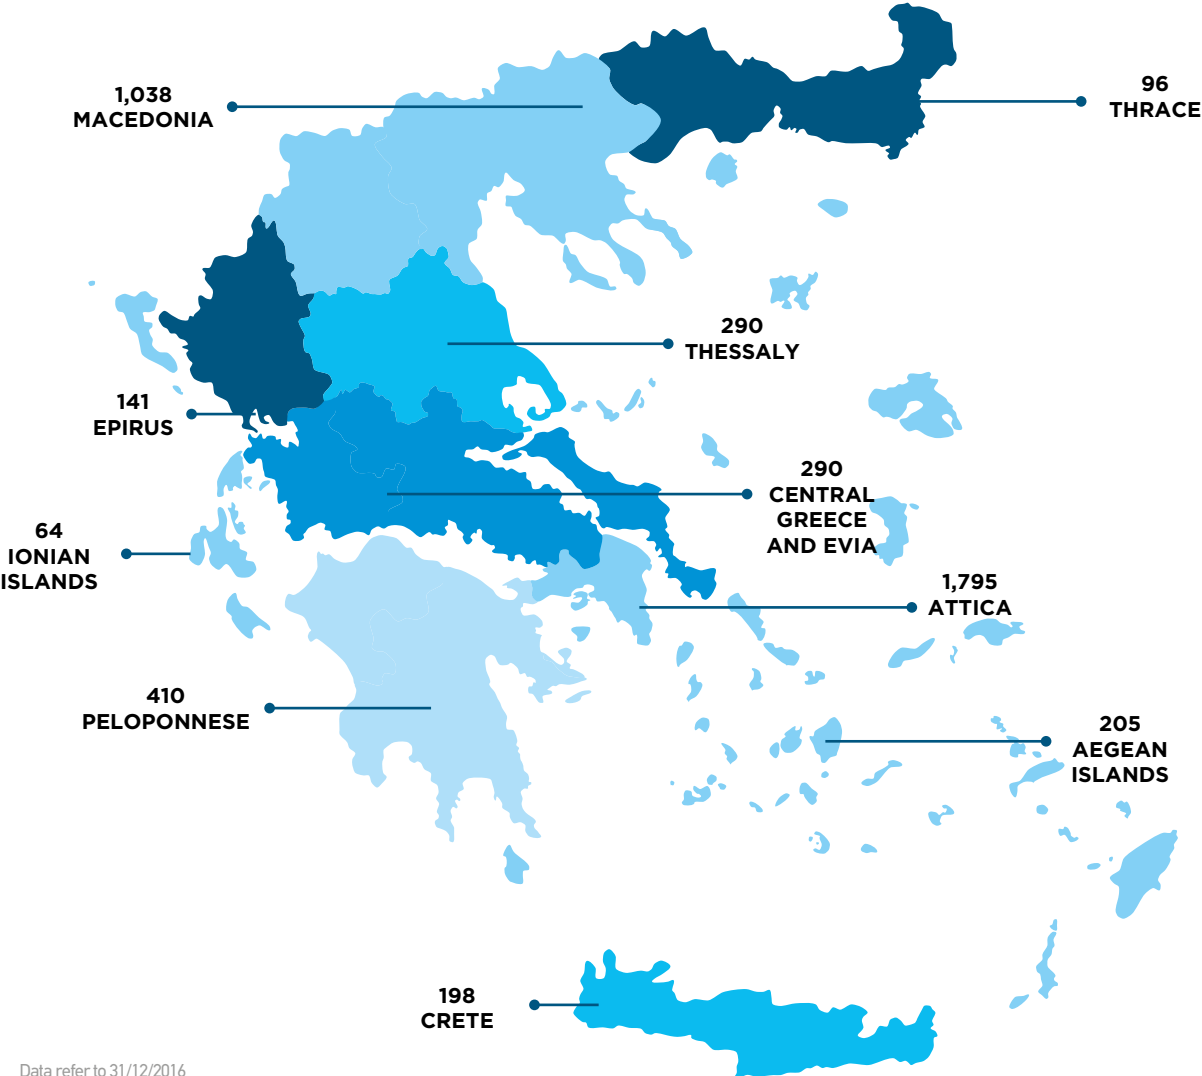 1,038
MACEDONIA
96
THRACE
290
THESSALY
141
EPIRUS
290
CENTRAL
GREECE
AND EVIA
64
IONIAN
ISLANDS
1,795
ATTICA
410
PELOPONNESE
205
AEGEAN
ISLANDS
198
CRETE
Data refer to 31/12/2016